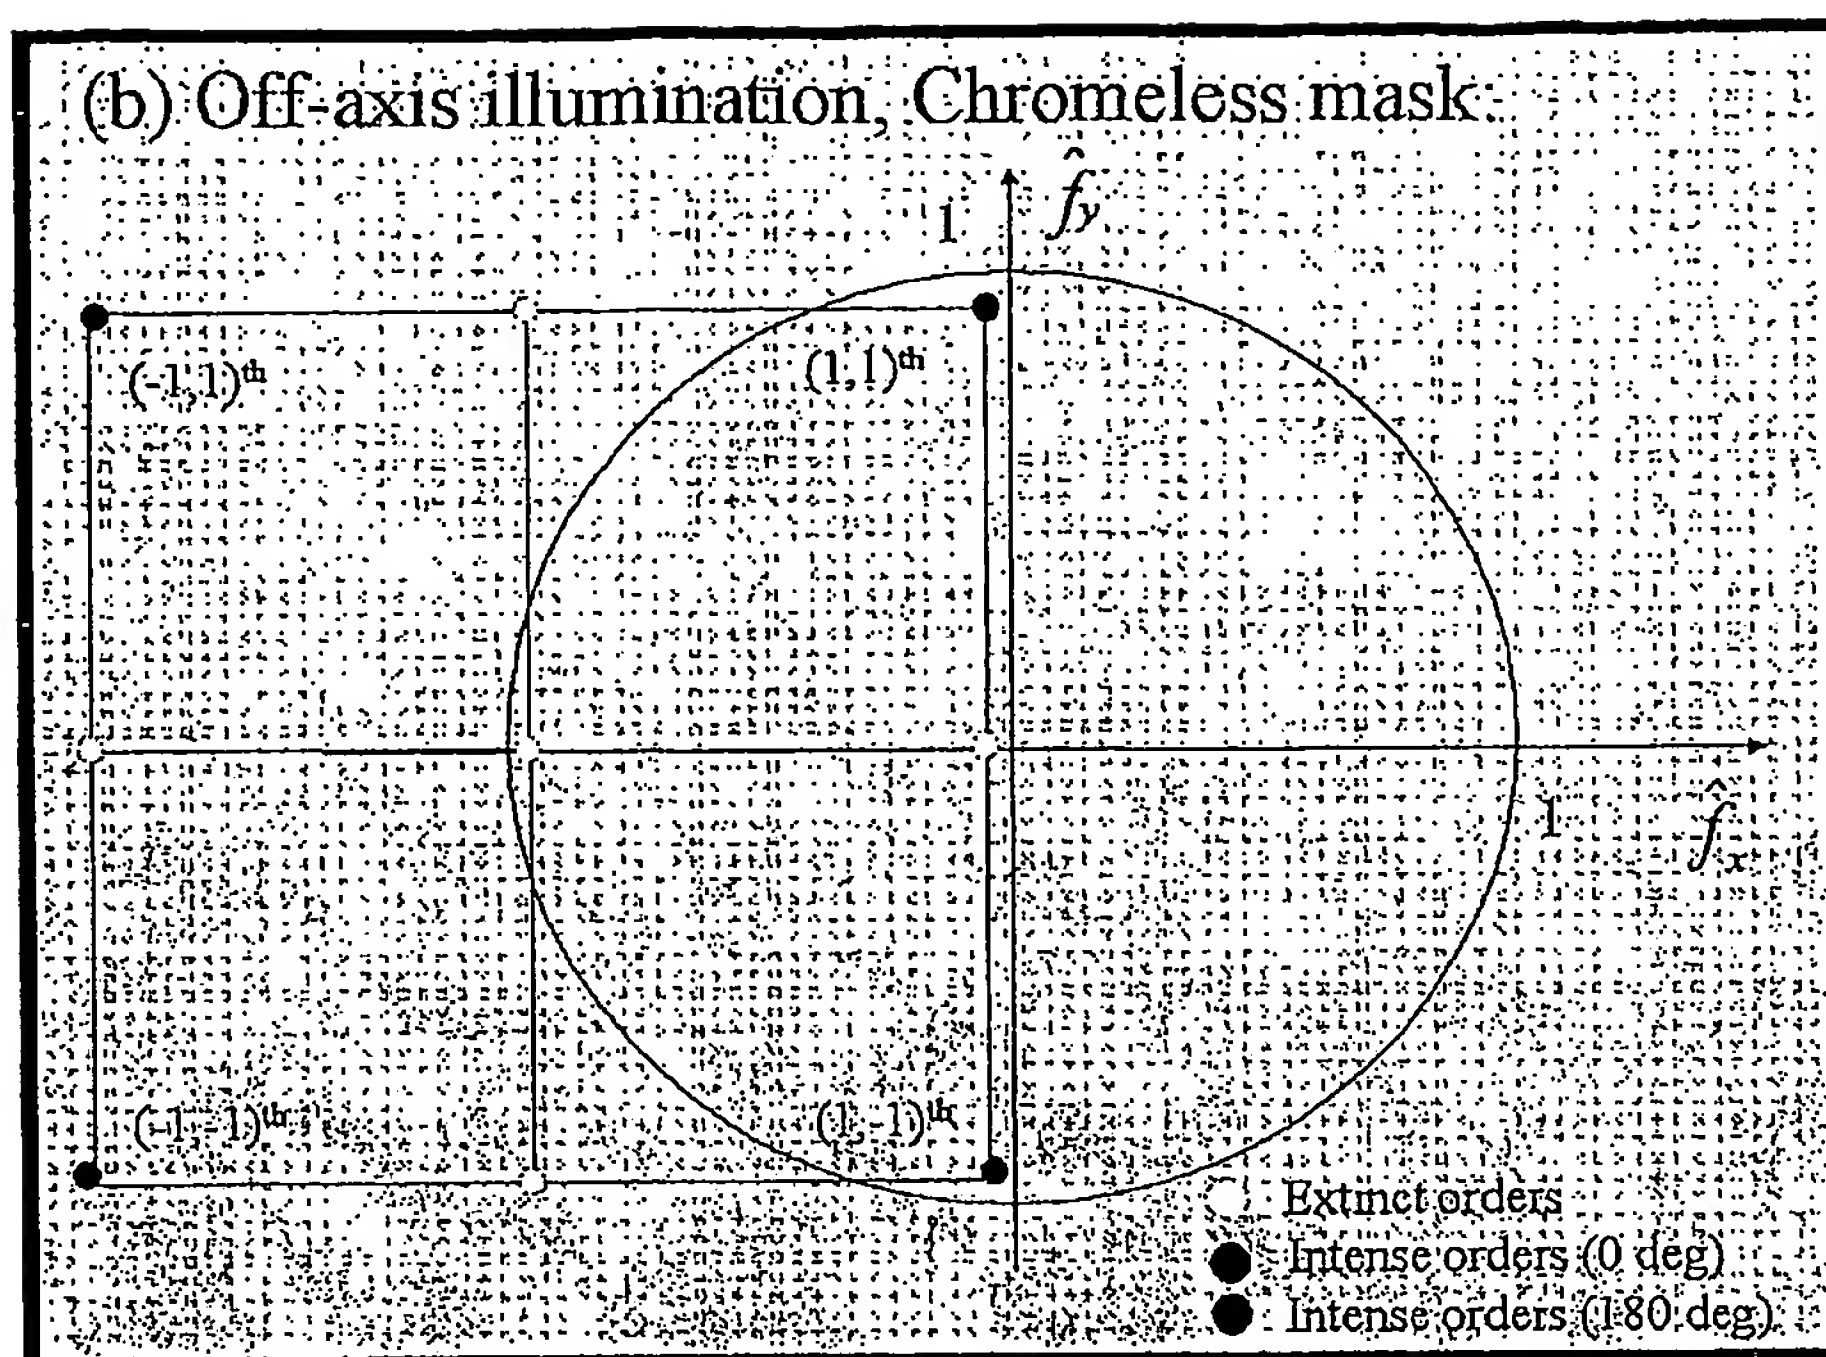 (b) Off-axis illumination, Chromeless mask
1 f̂y
(-1,1)th (1,1)th
1
f̂x
(-1,-1)th (1,-1)th
Extinct orders
Intense orders (0 deg)
Intense orders (180 deg)